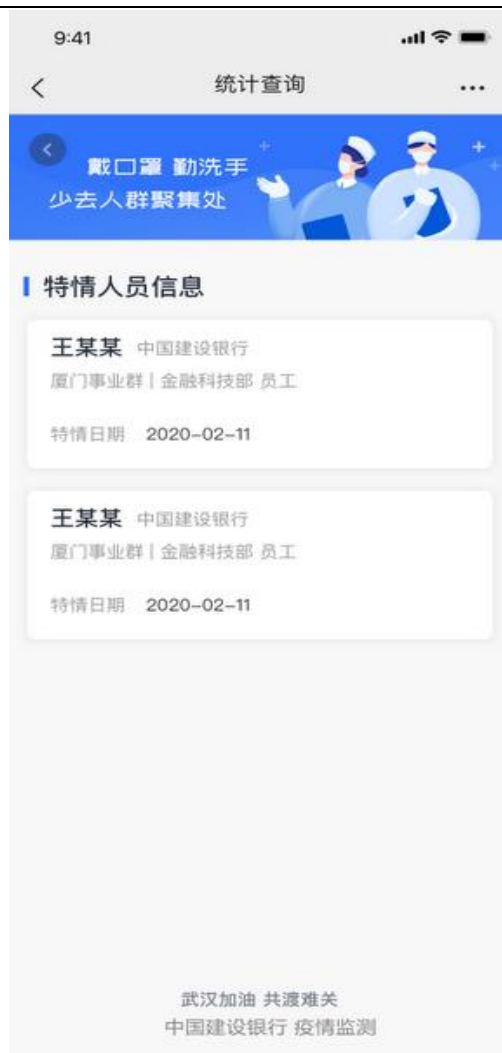 9:41
统计查询
戴口罩 勤洗手
少去人群聚集处
特情人员信息
王某某 中国建设银行
厦门事业群 | 金融科技部 员工
特情日期 2020-02-11
王某某 中国建设银行
厦门事业群 | 金融科技部 员工
特情日期 2020-02-11
武汉加油 共渡难关
中国建设银行 疫情监测